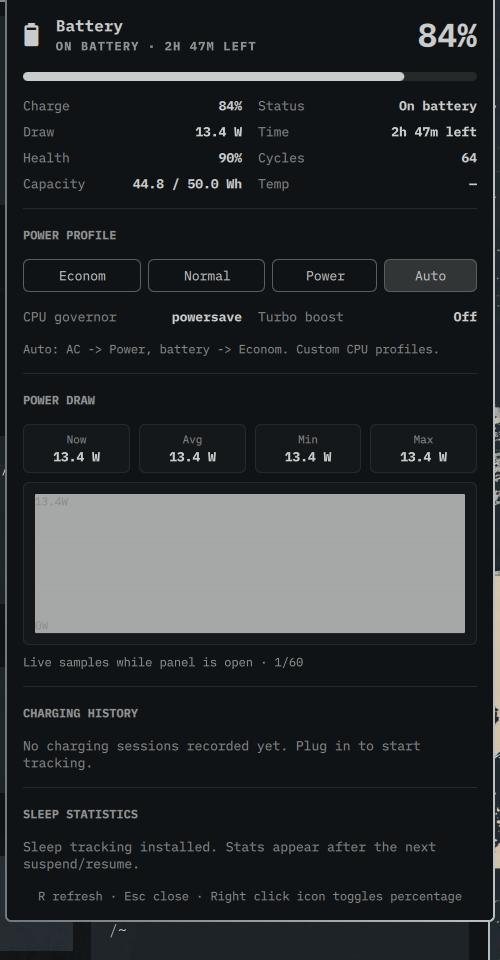 Battery
ON BATTERY · 2H 47M LEFT
84%
Charge 84% Status On battery
Draw 13.4 W Time 2h 47m left
Health 90% Cycles 64
Capacity 44.8 / 50.0 Wh Temp –
POWER PROFILE
Econom Normal Power Auto
CPU governor powersave Turbo boost Off
Auto: AC -> Power, battery -> Econom. Custom CPU profiles.
POWER DRAW
Now Avg Min Max
13.4 W 13.4 W 13.4 W 13.4 W
13.4W
0W
Live samples while panel is open · 1/60
CHARGING HISTORY
No charging sessions recorded yet. Plug in to start
tracking.
SLEEP STATISTICS
Sleep tracking installed. Stats appear after the next
suspend/resume.
R refresh · Esc close · Right click icon toggles percentage
/~